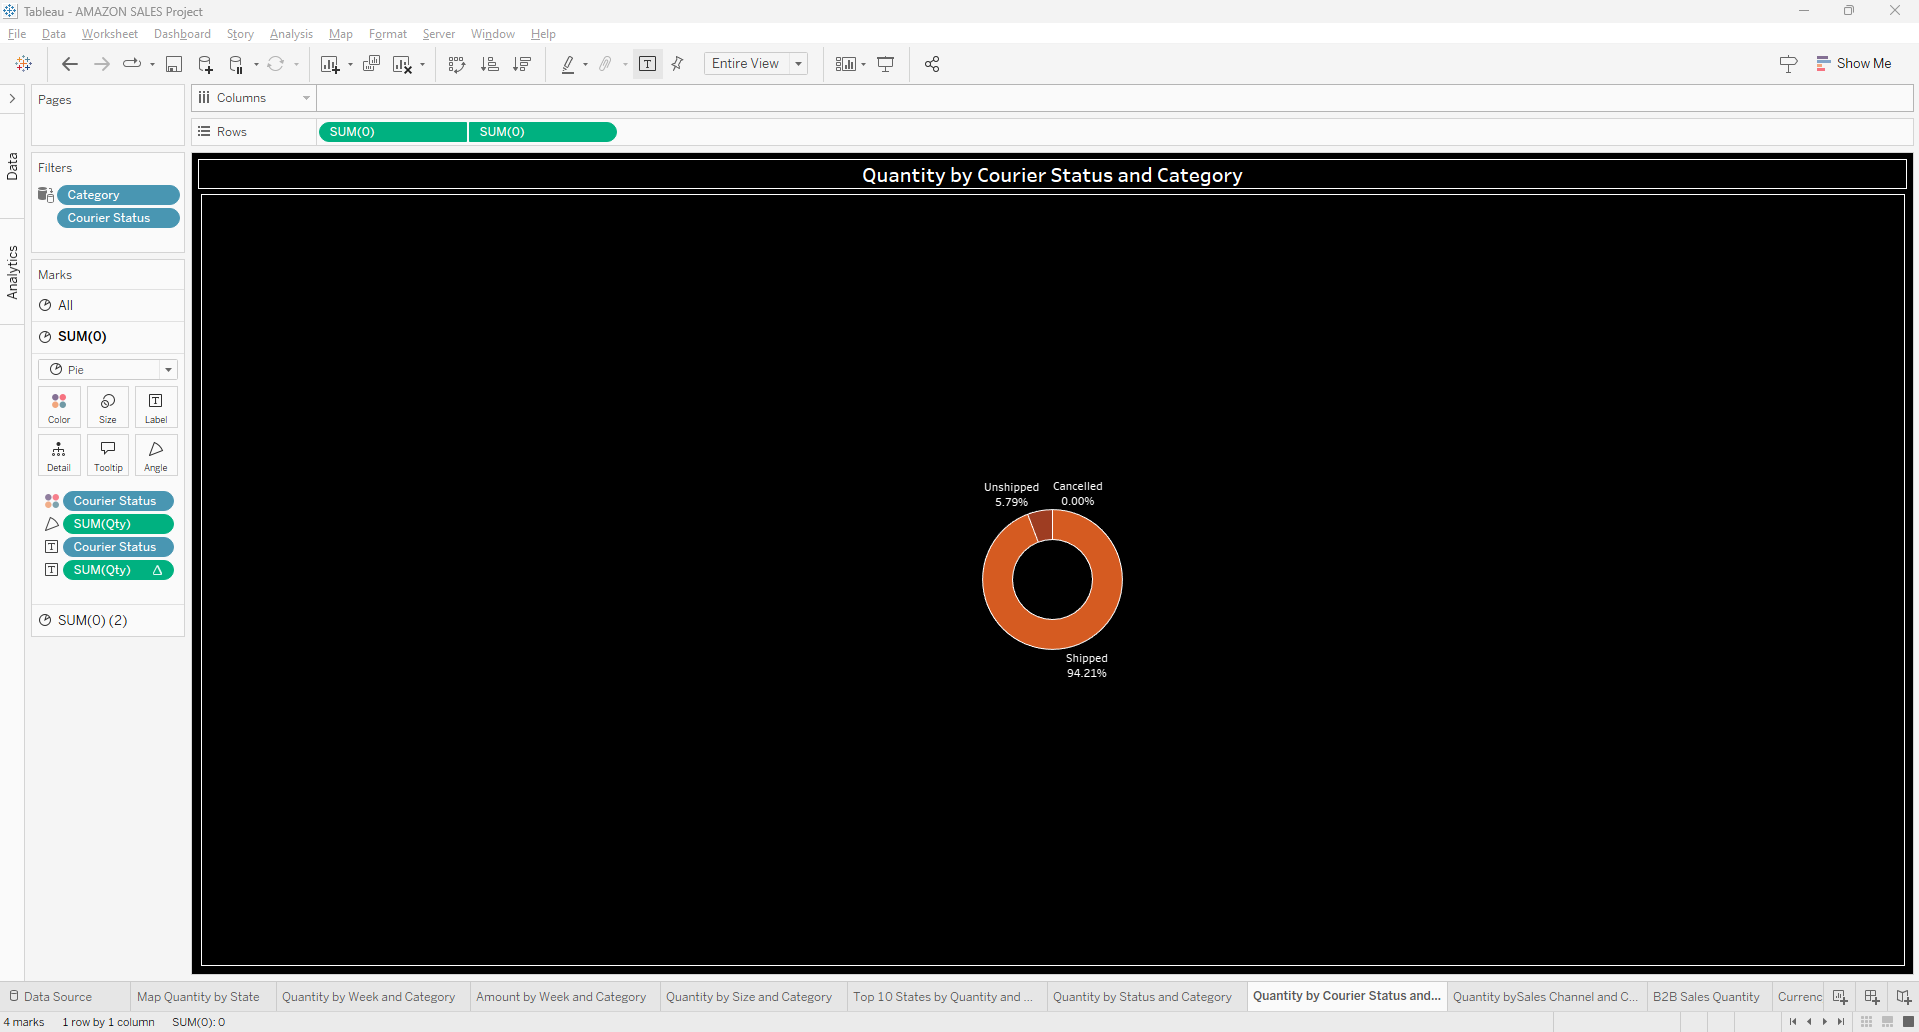 Tableau - AMAZON SALES Project
File Data Worksheet Dashboard Story Analysis Map Format Server Window Help
Entire View
Show Me
Pages
Columns
Rows
SUM(0)
SUM(0)
Data
Analytics
Filters
Category
Courier Status
Marks
All
SUM(0)
Pie
Color Size Label
Detail Tooltip Angle
Courier Status
SUM(Qty)
Courier Status
SUM(Qty)
SUM(0) (2)
Quantity by Courier Status and Category
Unshipped
5.79%
Cancelled
0.00%
Shipped
94.21%
Data Source
Map Quantity by State
Quantity by Week and Category
Amount by Week and Category
Quantity by Size and Category
Top 10 States by Quantity and ...
Quantity by Status and Category
Quantity by Courier Status and...
Quantity bySales Channel and C...
B2B Sales Quantity
Currenc
4 marks 1 row by 1 column SUM(0): 0